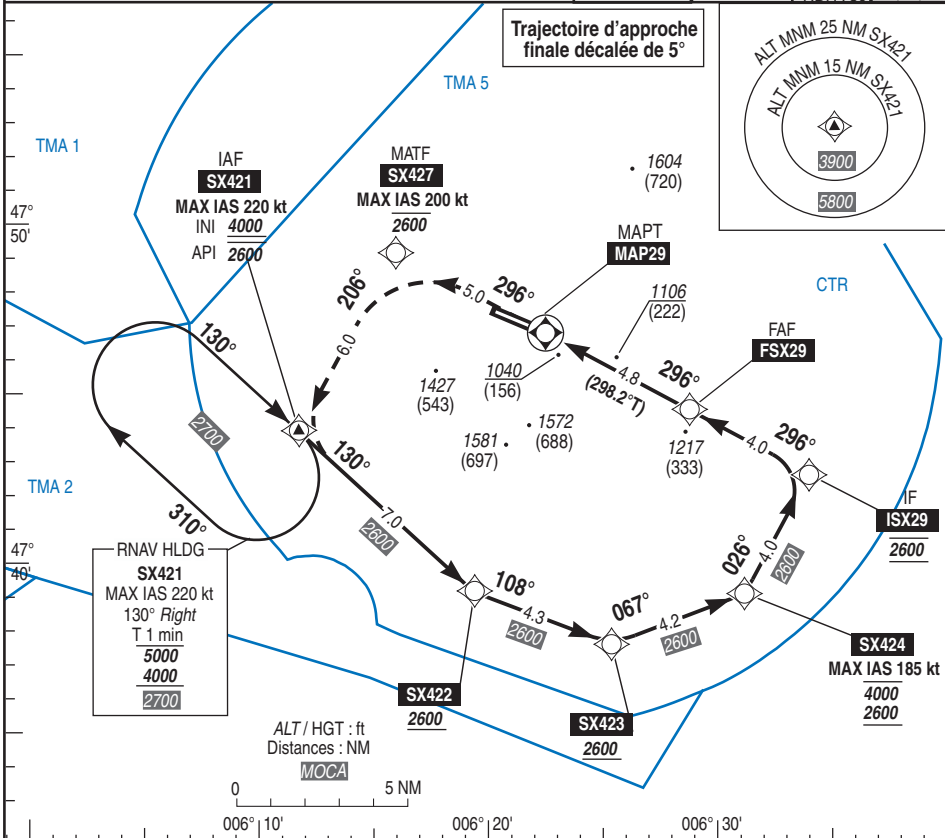 Trajectoire d'approche
finale décalée de 5°
ALT MNM 25 NM SX421
ALT MNM 15 NM SX421
3900
5800
TMA 5
TMA 1
47°
50'
IAF
SX421
MAX IAS 220 kt
INI 4000
API 2600
MATF
SX427
MAX IAS 200 kt
2600
1604
(720)
MAPT
MAP29
CTR
206°
5.0
296°
1106
(222)
FAF
FSX29
130°
6.0
1040
(156)
4.8
(298.2°T)
296°
1427
(543)
1572
(688)
1581
(697)
1217
(333)
4.0
296°
2700
130°
TMA 2
310°
7.0
2600
IF
ISX29
2600
47°
40'
RNAV HLDG
SX421
MAX IAS 220 kt
130° Right
T 1 min
5000
4000
2700
108°
4.3
2600
067°
4.2
2600
026°
4.0
2600
SX424
MAX IAS 185 kt
4000
2600
SX422
2600
SX423
2600
ALT / HGT : ft
Distances : NM
MOCA
0 5 NM
006° 10' 006° 20' 006° 30'